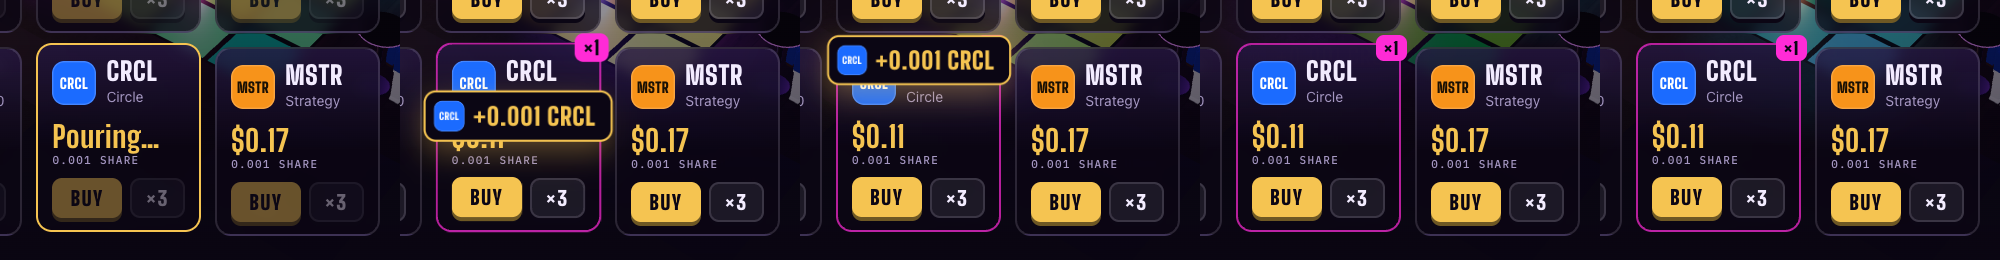 BUY ×3 BUY ×3 BUY ×3 BUY ×3 BUY ×3 BUY ×3 BUY ×3 BUY ×3 BUY ×3 BUY ×3
CRCL CRCL
Circle
Pouring...
0.001 SHARE
BUY ×3
MSTR MSTR
Strategy
$0.17
0.001 SHARE
BUY ×3
×1
CRCL CRCL
CRCL +0.001 CRCL
0.001 SHARE
BUY ×3
MSTR MSTR
Strategy
$0.17
0.001 SHARE
BUY ×3
CRCL +0.001 CRCL
Circle
$0.11
0.001 SHARE
BUY ×3
MSTR MSTR
Strategy
$0.17
0.001 SHARE
BUY ×3
×1
CRCL CRCL
Circle
$0.11
0.001 SHARE
BUY ×3
MSTR MSTR
Strategy
$0.17
0.001 SHARE
BUY ×3
×1
CRCL CRCL
Circle
$0.11
0.001 SHARE
BUY ×3
MSTR MSTR
Strategy
$0.17
0.001 SHARE
BUY ×3